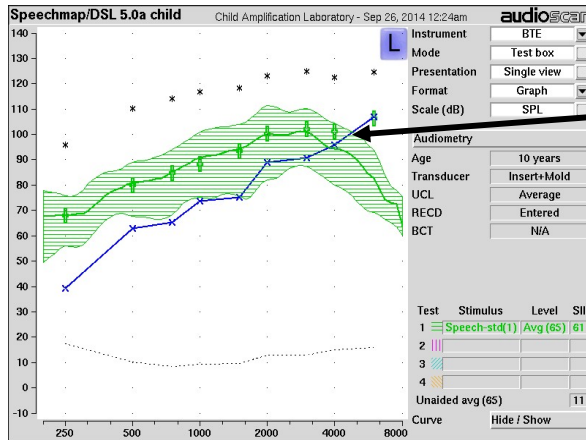 Speechmap/DSL 5.0a child
Child Amplification Laboratory - Sep 26, 2014 12:24am
audioscan
L
Instrument BTE
Mode Test box
Presentation Single view
Format Graph
Scale (dB) SPL
Audiometry
Age 10 years
Transducer Insert+Mold
UCL Average
RECD Entered
BCT N/A
Test Stimulus Level SII
1 Speech-std(1) Avg (65) 61
2
3
4
Unaided avg (65) 11
Curve Hide / Show
140
130
120
110
100
90
80
70
60
50
40
30
20
10
0
-10
250 500 1000 2000 4000 8000